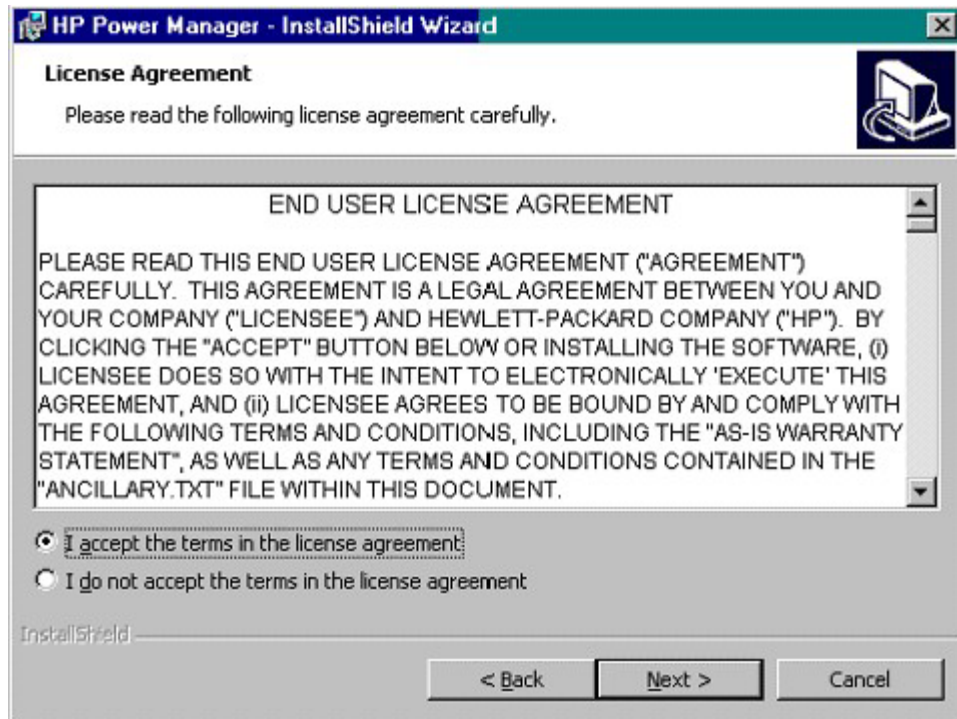 HP Power Manager - InstallShield Wizard
License Agreement
Please read the following license agreement carefully.
END USER LICENSE AGREEMENT
PLEASE READ THIS END USER LICENSE AGREEMENT ("AGREEMENT")
CAREFULLY. THIS AGREEMENT IS A LEGAL AGREEMENT BETWEEN YOU AND
YOUR COMPANY ("LICENSEE") AND HEWLETT-PACKARD COMPANY ("HP"). BY
CLICKING THE "ACCEPT" BUTTON BELOW OR INSTALLING THE SOFTWARE, (i)
LICENSEE DOES SO WITH THE INTENT TO ELECTRONICALLY 'EXECUTE' THIS
AGREEMENT, AND (ii) LICENSEE AGREES TO BE BOUND BY AND COMPLY WITH
THE FOLLOWING TERMS AND CONDITIONS, INCLUDING THE "AS-IS WARRANTY
STATEMENT", AS WELL AS ANY TERMS AND CONDITIONS CONTAINED IN THE
"ANCILLARY.TXT" FILE WITHIN THIS DOCUMENT.
I accept the terms in the license agreement
I do not accept the terms in the license agreement
InstallShield
< Back Next > Cancel